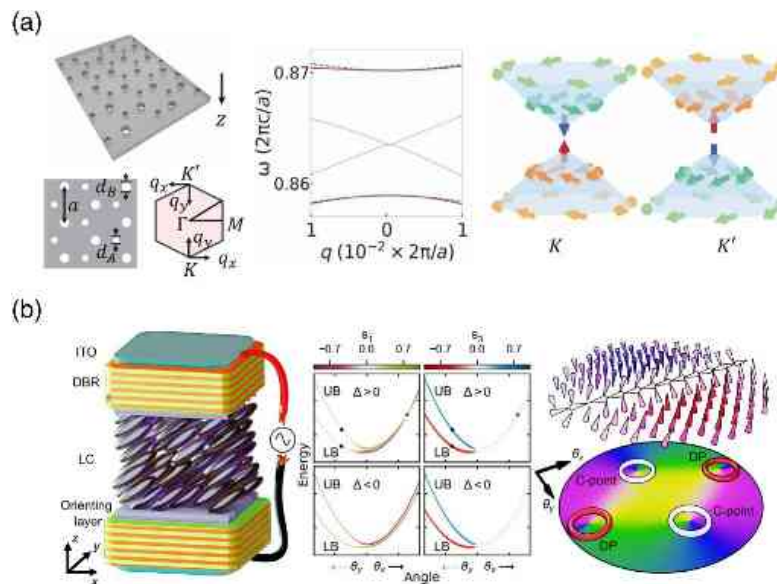 (a)
z
a
d_B
d_A
q_x
K'
q_y
Γ
M
q_y
K
q_x
ω (2πc/a)
0.87
0.86
1
0
1
q (10⁻² × 2π/a)
K
K'
(b)
ITO
DBR
LC
Orienting
layer
z
y
x
s₁
s₃
−0.7
0.0
0.7
−0.7
0.0
0.7
UB Δ>0
LB
UB Δ>0
LB
UB Δ<0
LB
UB Δ<0
LB
Energy
θ_y θ_x
θ_y θ_x
Angle
θ_x
θ_y
C-point
DP
C-point
DP